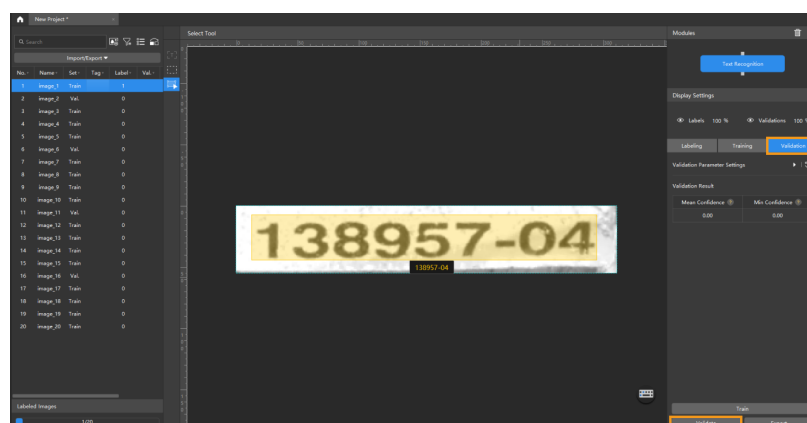 New Project *
Search
Import/Export
No. Name Set Tag Label Val.
1 image_1 Train 1
2 image_2 Val. 0
3 image_3 Train 0
4 image_4 Train 0
5 image_5 Train 0
6 image_6 Val. 0
7 image_7 Train 0
8 image_8 Train 0
9 image_9 Train 0
10 image_10 Train 0
11 image_11 Val. 0
12 image_12 Train 0
13 image_13 Train 0
14 image_14 Train 0
15 image_15 Train 0
16 image_16 Val. 0
17 image_17 Train 0
18 image_18 Train 0
19 image_19 Train 0
20 image_20 Train 0
Labeled Images
1/20
Select Tool
138957-04
138957-04
Modules
Text Recognition
Display Settings
Labels 100 % Validations 100 %
Labeling Training Validation
Validation Parameter Settings
Validation Result
Mean Confidence ? Min Confidence ?
0.00 0.00
Train
Validate Export